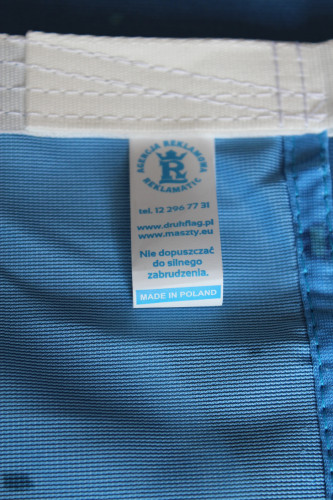 AGENCJA REKLAMOWA
R
REKLAMATIC
tel. 12 296 77 31
www.druhflag.pl
www.maszty.eu
Nie dopuszczać
do silnego
zabrudzenia.
MADE IN POLAND